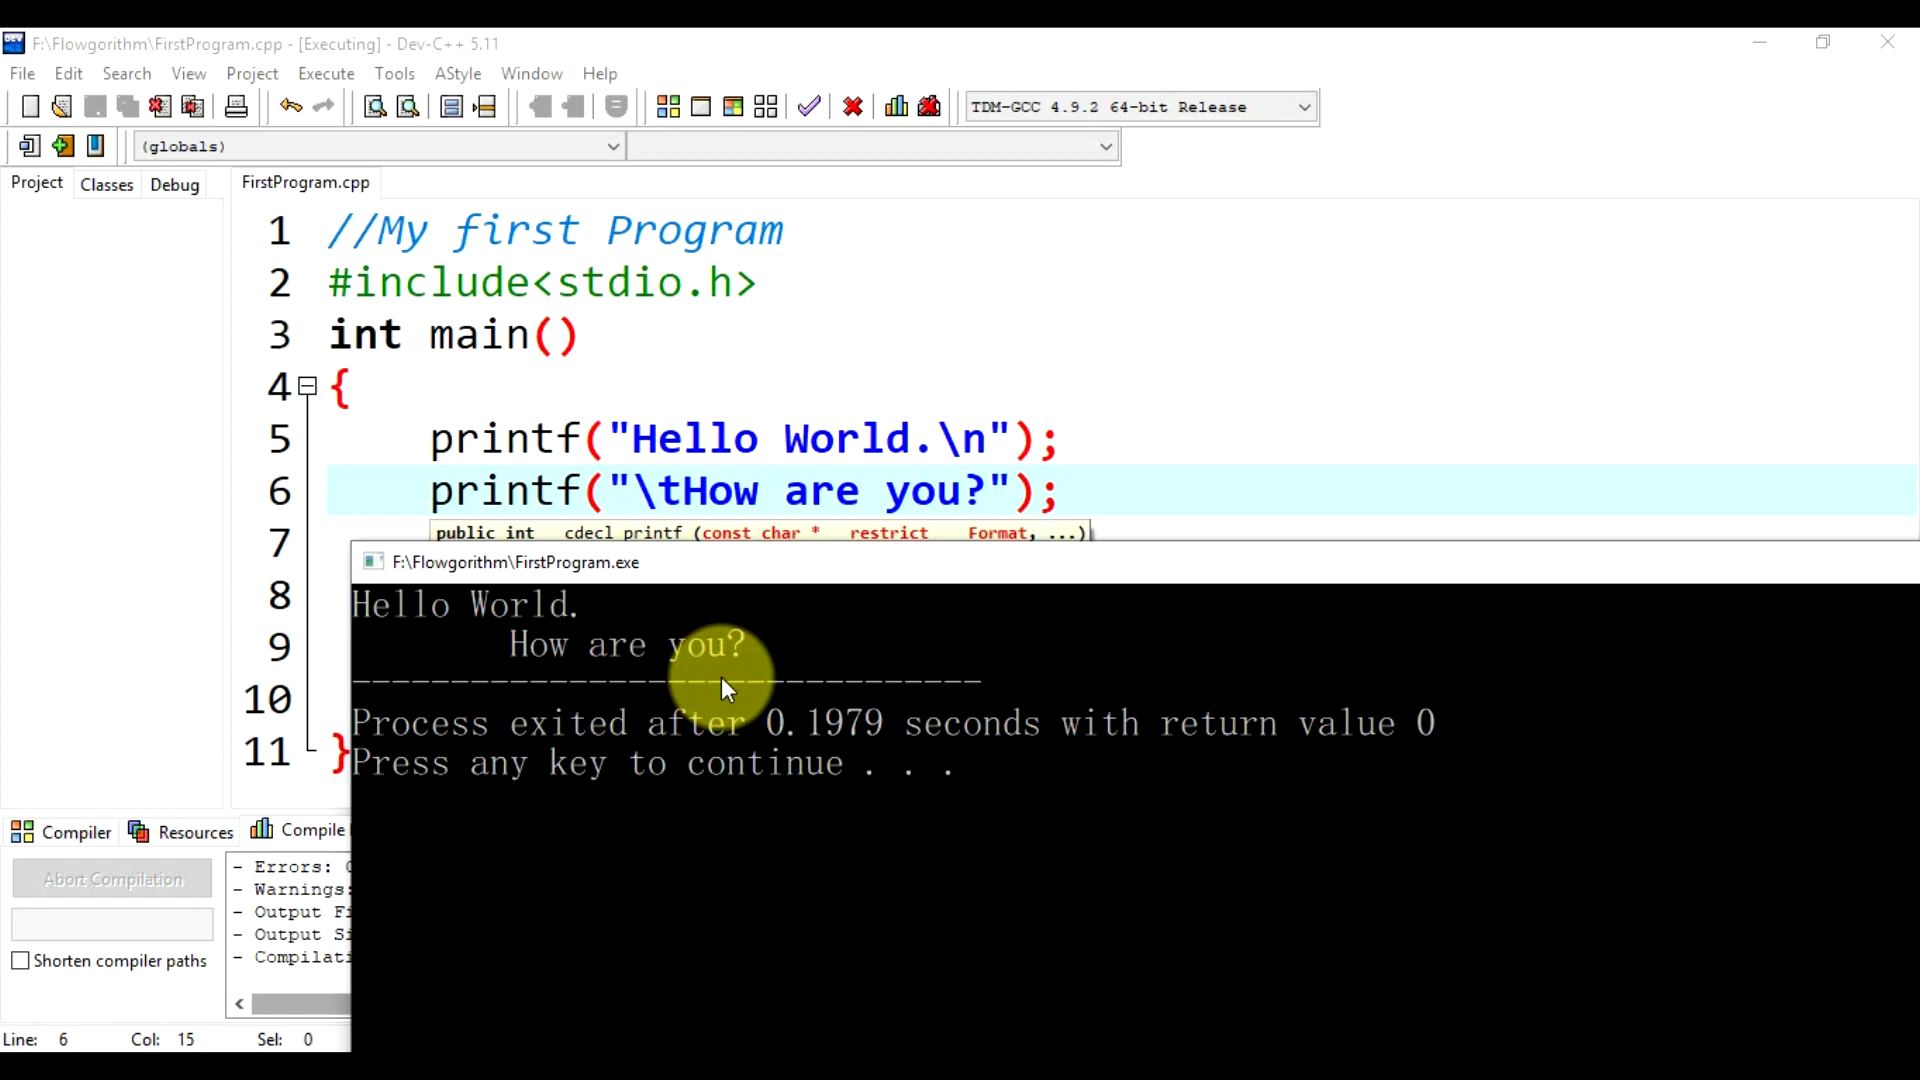 F:\Flowgorithm\FirstProgram.cpp - [Executing] - Dev-C++ 5.11
File Edit Search View Project Execute Tools AStyle Window Help
TDM-GCC 4.9.2 64-bit Release
(globals)
Project Classes Debug FirstProgram.cpp
1 //My first Program
2 #include<stdio.h>
3 int main()
4 {
5 printf("Hello World.\n");
6 printf("\tHow are you?");
public int cdecl printf (const char * restrict Format, ...)
7
F:\Flowgorithm\FirstProgram.exe
8 Hello World.
9 How are you?
--------------------------------
10 Process exited after 0.1979 seconds with return value 0
11 } Press any key to continue . . .
Compiler Resources Compile
Abort Compilation
Shorten compiler paths
- Errors:
- Warnings:
- Output
- Output
-
Line: 6 Col: 15 Sel: 0